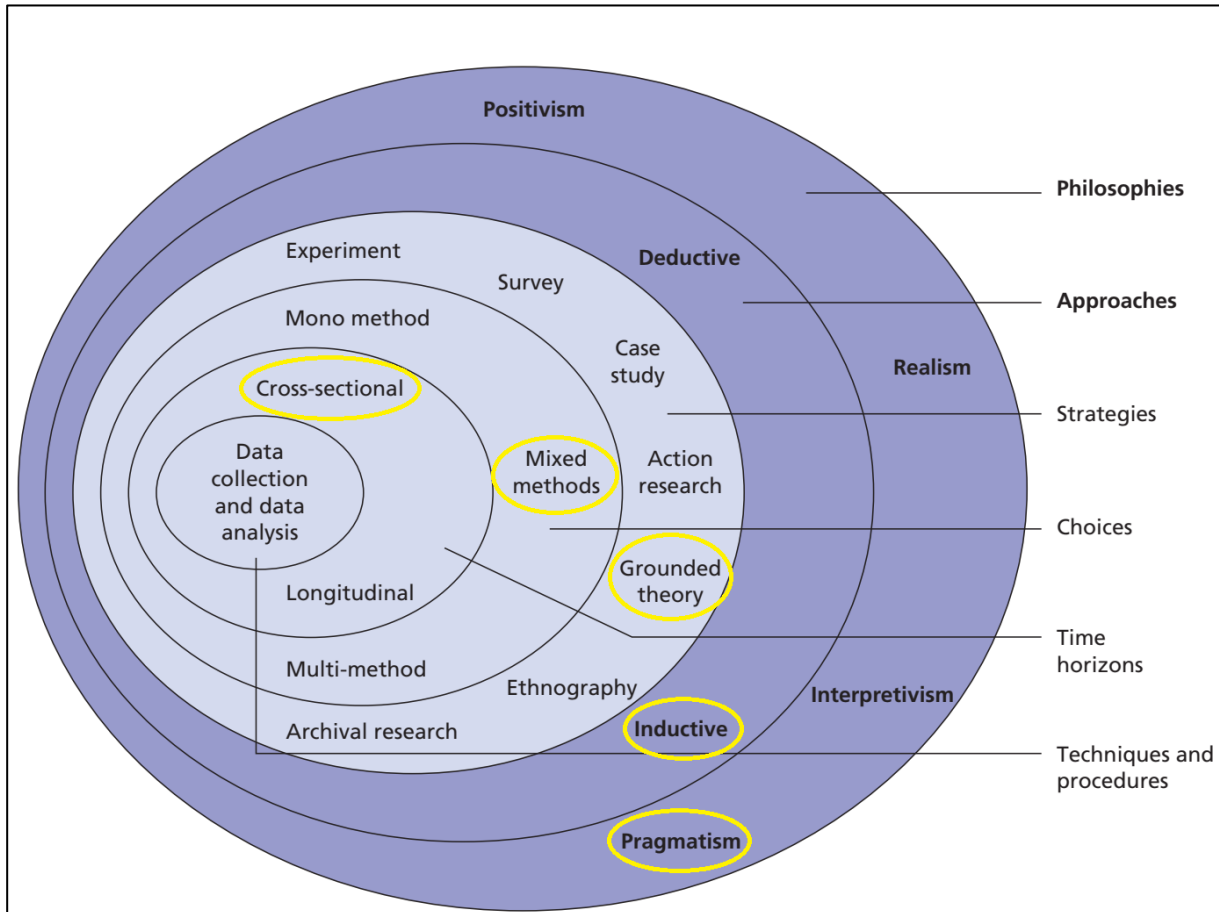 Positivism
Philosophies
Experiment
Deductive
Survey
Approaches
Mono method
Case
study
Realism
Cross-sectional
Strategies
Data
collection
and data
analysis
Mixed
methods
Action
research
Choices
Grounded
theory
Longitudinal
Time
horizons
Multi-method
Ethnography
Interpretivism
Archival research
Inductive
Techniques and
procedures
Pragmatism